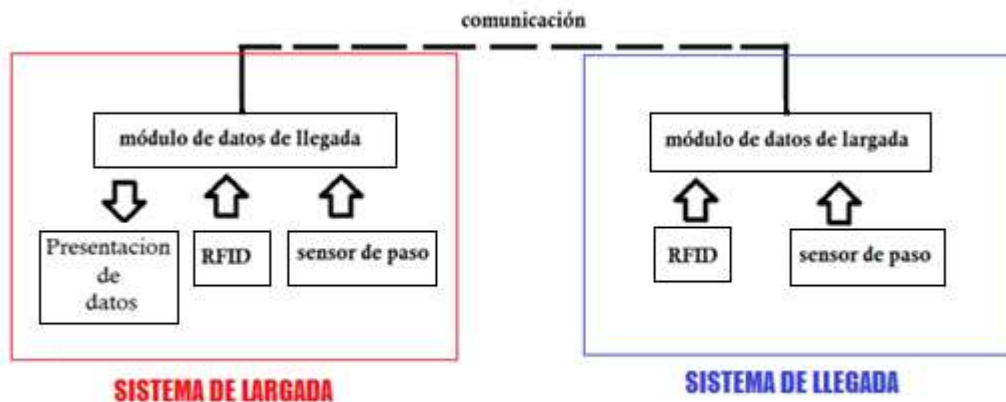 comunicación
módulo de datos de llegada
Presentacion
de
datos
RFID
sensor de paso
SISTEMA DE LARGADA
módulo de datos de largada
RFID
sensor de paso
SISTEMA DE LLEGADA